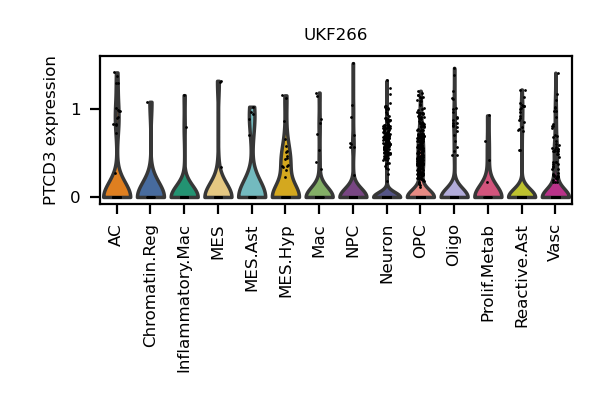 UKF266
PTCD3 expression
1
0
AC
Chromatin.Reg
Inflammatory.Mac
MES
MES.Ast
MES.Hyp
Mac
NPC
Neuron
OPC
Oligo
Prolif.Metab
Reactive.Ast
Vasc